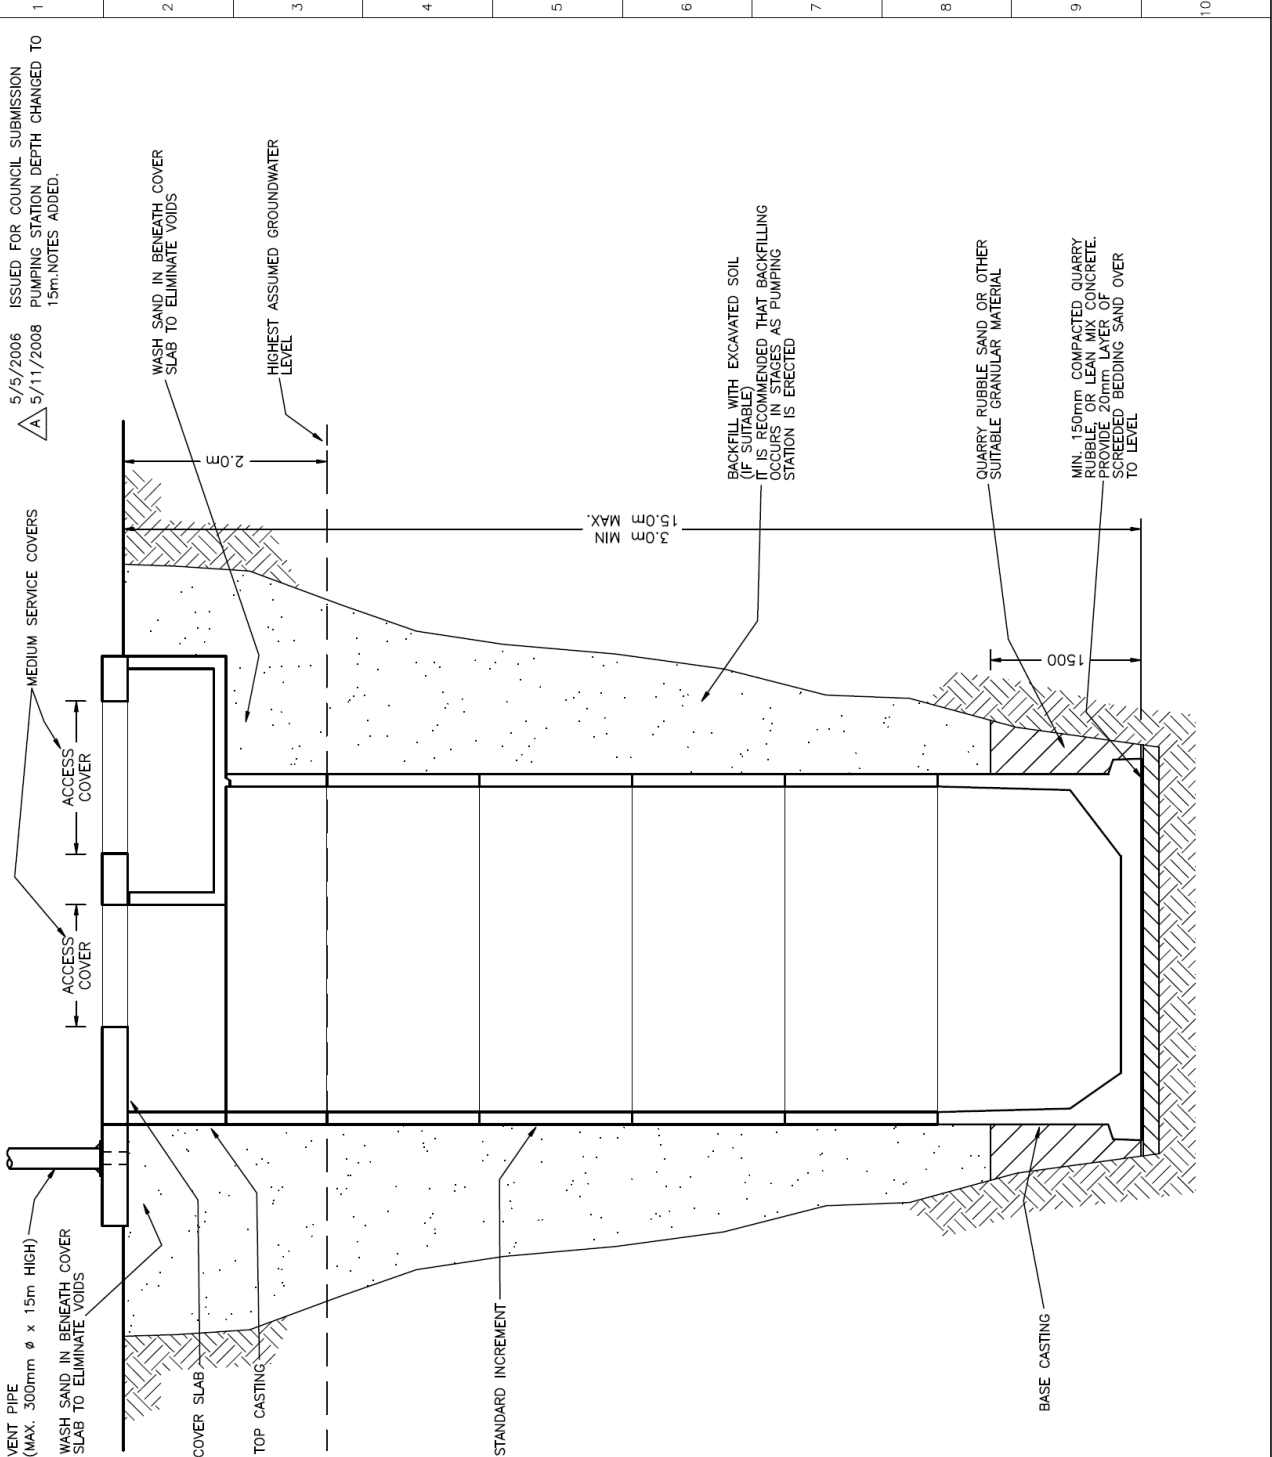 1
2
3
4
5
6
7
8
9
10
5/5/2006 ISSUED FOR COUNCIL SUBMISSION
A 5/11/2008 PUMPING STATION DEPTH CHANGED TO
15m.NOTES ADDED.
MEDIUM SERVICE COVERS
VENT PIPE
(MAX. 300mm ø x 15m HIGH)
WASH SAND IN BENEATH COVER
SLAB TO ELIMINATE VOIDS
ACCESS
COVER
ACCESS
COVER
WASH SAND IN BENEATH COVER
SLAB TO ELIMINATE VOIDS
2.0m
HIGHEST ASSUMED GROUNDWATER
LEVEL
COVER SLAB
TOP CASTING
STANDARD INCREMENT
3.0m MIN
15.0m MAX.
BACKFILL WITH EXCAVATED SOIL
(IF SUITABLE)
IT IS RECOMMENDED THAT BACKFILLING
OCCURS IN STAGES AS PUMPING
STATION IS ERECTED
QUARRY RUBBLE SAND OR OTHER
SUITABLE GRANULAR MATERIAL
1500
BASE CASTING
MIN. 150mm COMPACTED QUARRY
RUBBLE, OR LEAN MIX CONCRETE.
PROVIDE 20mm LAYER OF
SCREEDED BEDDING SAND OVER
TO LEVEL